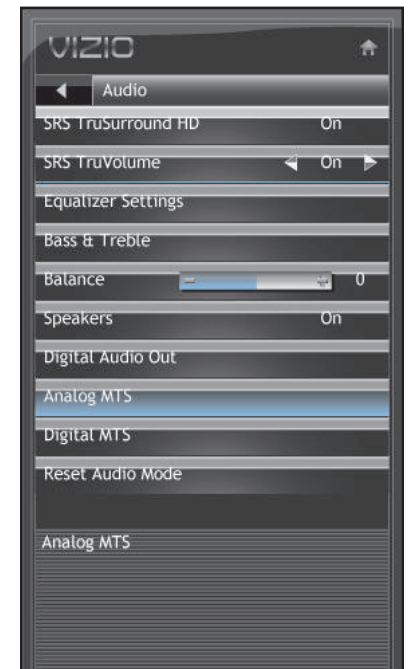 VIZIO
Audio
SRS TruSurround HD On
SRS TruVolume On
Equalizer Settings
Bass & Treble
Balance 0
Speakers On
Digital Audio Out
Analog MTS
Digital MTS
Reset Audio Mode
Analog MTS